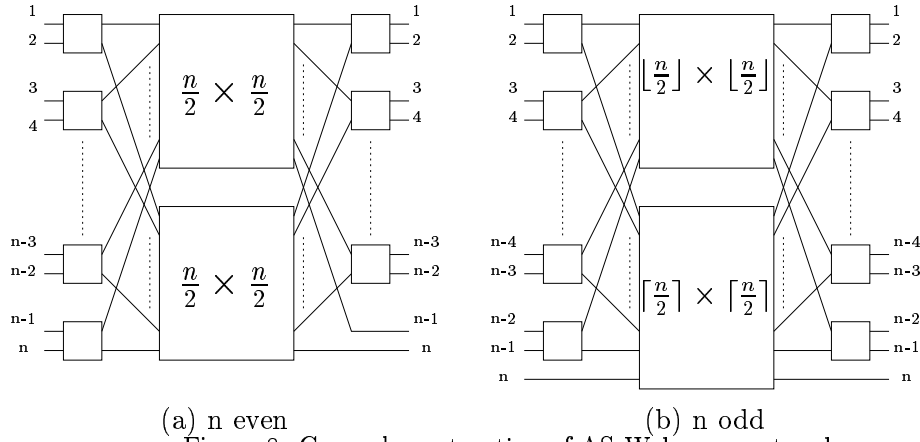 1
2
3
4
n-3
n-2
n-1
n
n/2 × n/2
n/2 × n/2
1
2
3
4
n-3
n-2
n-1
n
(a) n even
1
2
3
4
n-4
n-3
n-2
n-1
n
⌊n/2⌋ × ⌊n/2⌋
⌈n/2⌉ × ⌈n/2⌉
1
2
3
4
n-4
n-3
n-2
n-1
n
(b) n odd